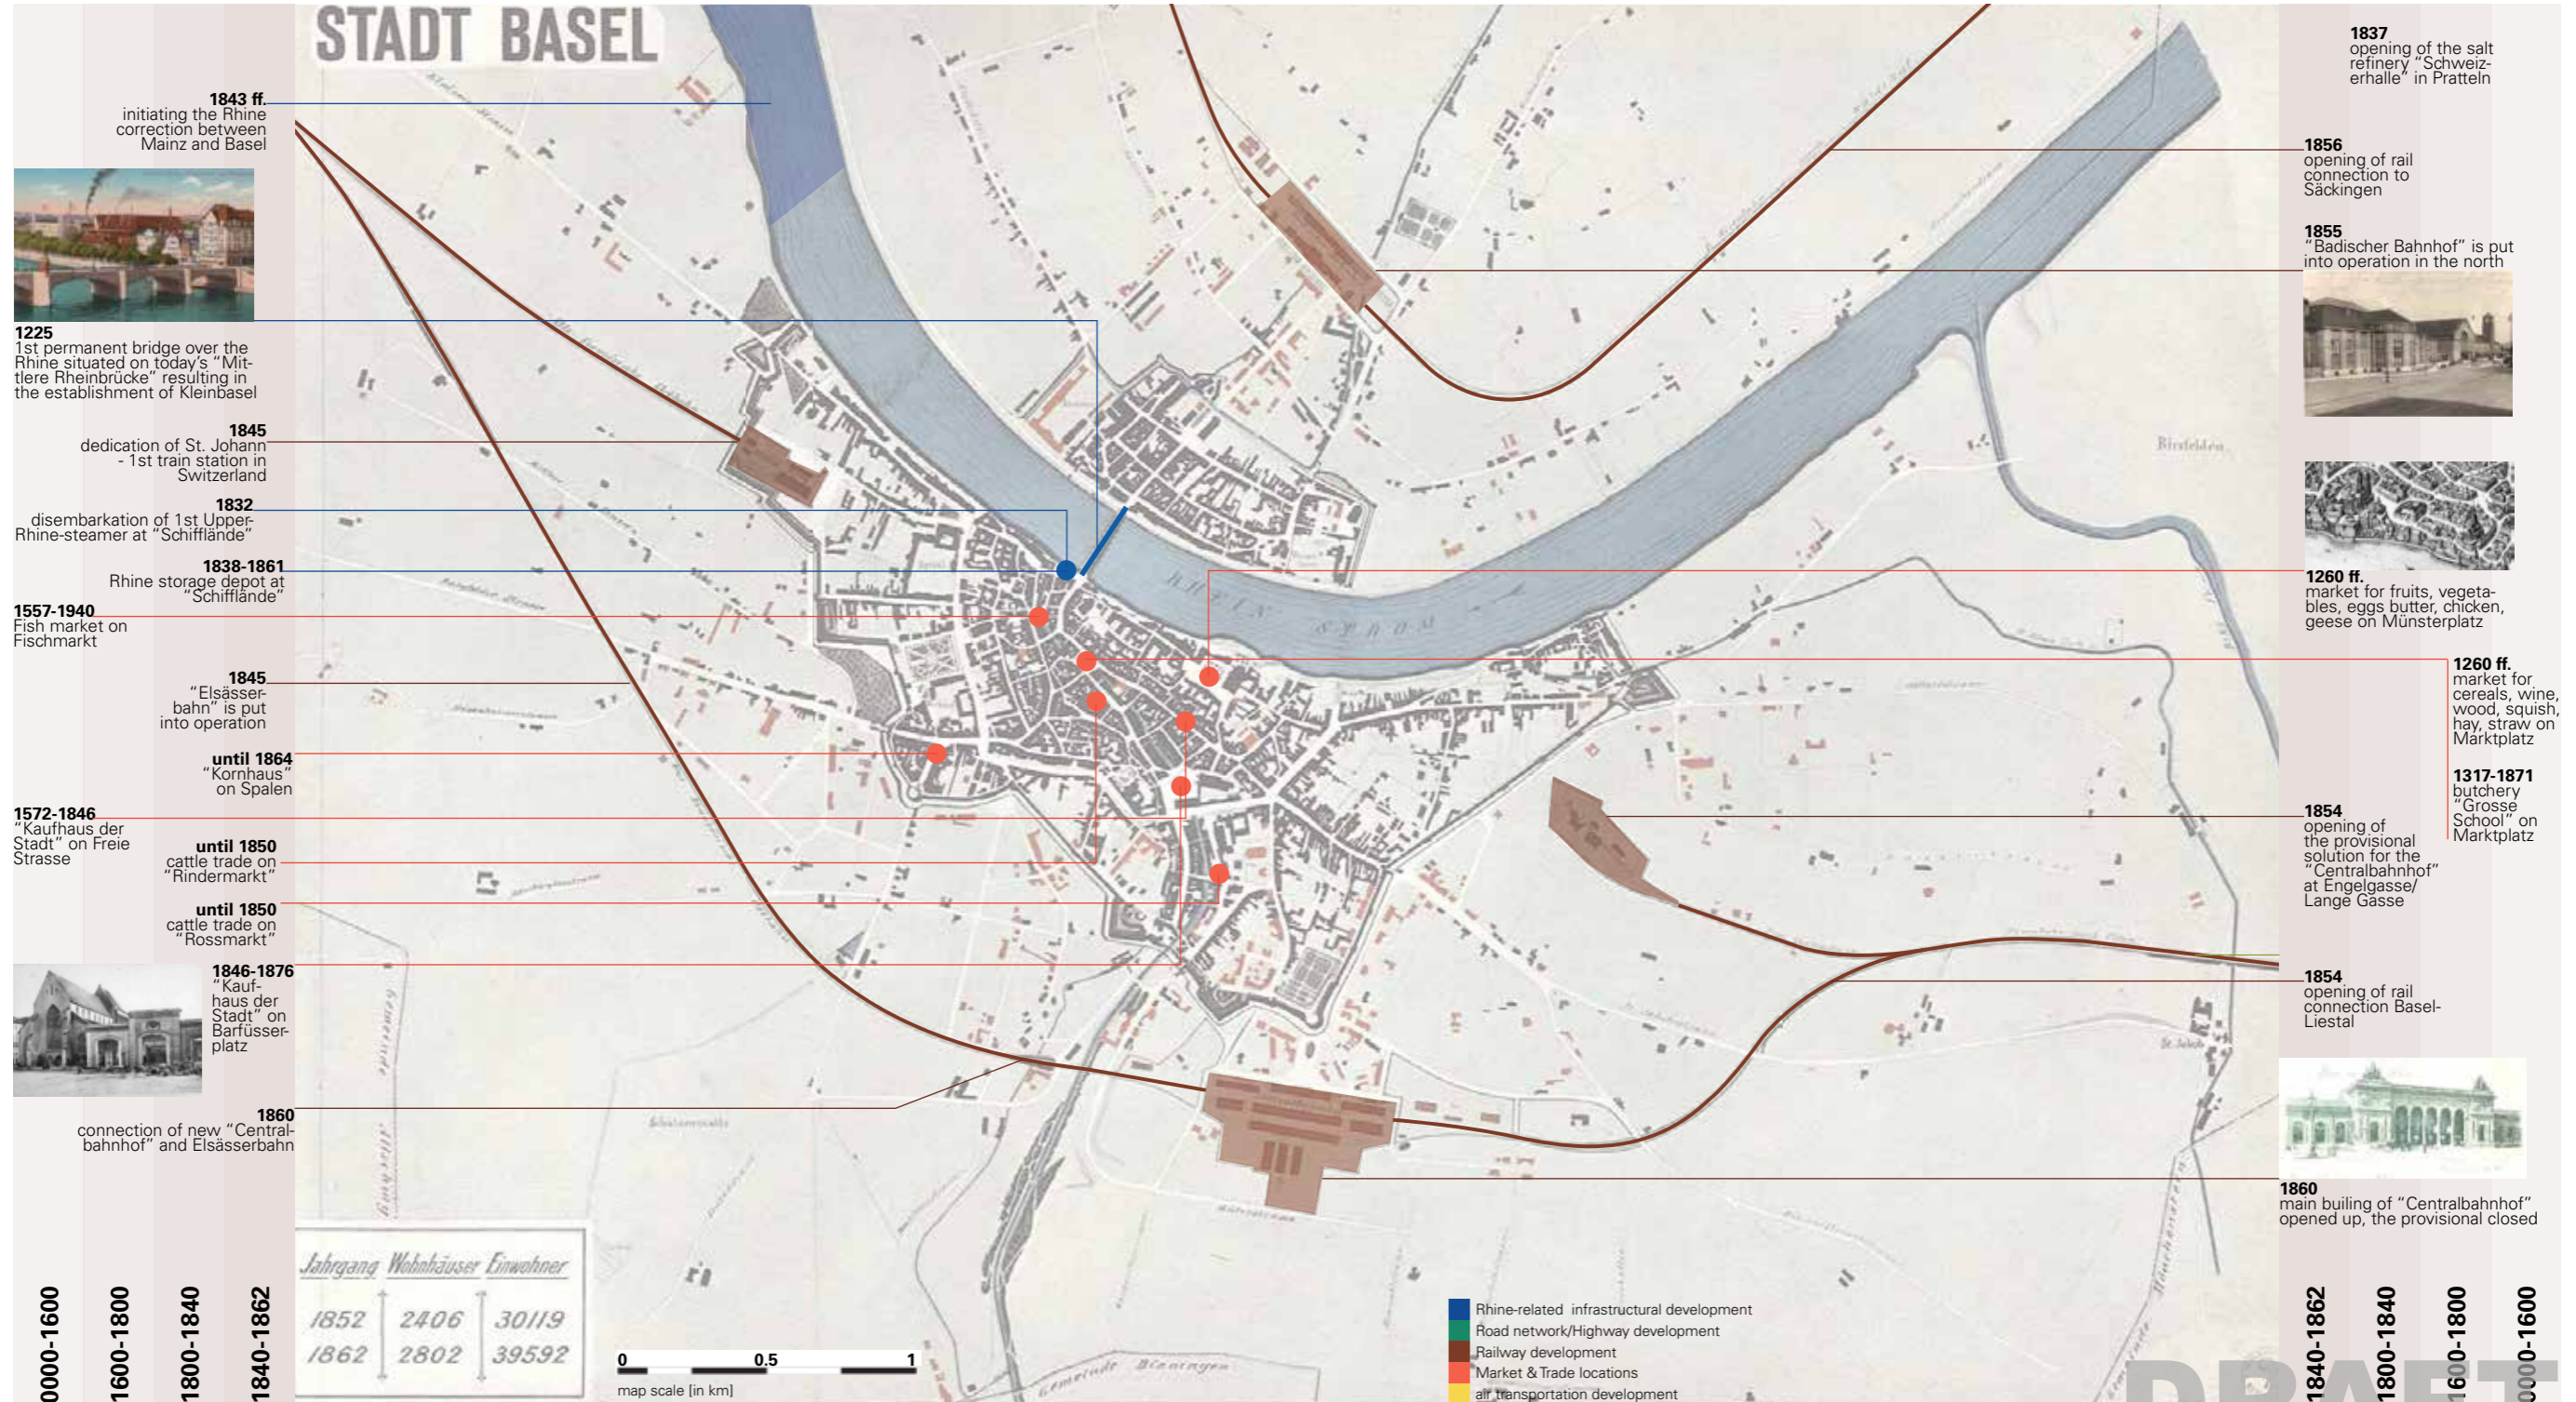 STADT BASEL
1843 ff.
initiating the Rhine
correction between
Mainz and Basel
1225
1st permanent bridge over the
Rhine situated on today's “Mit-
tlere Rheinbrücke” resulting in
the establishment of Kleinbasel
1845
dedication of St. Johann
- 1st train station in
Switzerland
1832
disembarkation of 1st Upper-
Rhine-steamer at “Schifflände”
1838-1861
Rhine storage depot at
“Schifflände”
1557-1940
Fish market on
Fischmarkt
1845
“Elsässer-
bahn” is put
into operation
until 1864
“Kornhaus”
on Spalen
1572-1846
“Kaufhaus der
Stadt” on Freie
Strasse
until 1850
cattle trade on
“Rindermarkt”
until 1850
cattle trade on
“Rossmarkt”
1846-1876
“Kauf-
haus der
Stadt” on
Barfüsser-
platz
1860
connection of new “Central-
bahnhof” and Elsässerbahn
0000-1600
1600-1800
1800-1840
1840-1862
RHEIN
STROM
Birsfelden
St. Jakob
Gemeinde Binningen
Jahrgang Wohnhäuser Einwohner
1852 2406 30119
1862 2802 39592
0 0.5 1
map scale [in km]
Rhine-related infrastructural development
Road network/Highway development
Railway development
Market & Trade locations
air transportation development
1837
opening of the salt
refinery “Schweiz-
erhalle” in Pratteln
1856
opening of rail
connection to
Säckingen
1855
“Badischer Bahnhof” is put
into operation in the north
1260 ff.
market for fruits, vegeta-
bles, eggs butter, chicken,
geese on Münsterplatz
1260 ff.
market for
cereals, wine,
wood, squish,
hay, straw on
Marktplatz
1317-1871
butchery
“Grosse
School” on
Marktplatz
1854
opening of
the provisional
solution for the
“Centralbahnhof”
at Engelgasse/
Lange Gasse
1854
opening of rail
connection Basel-
Liestal
1860
main builing of “Centralbahnhof”
opened up, the provisional closed
1840-1862
1800-1840
1600-1800
0000-1600
DRAFT